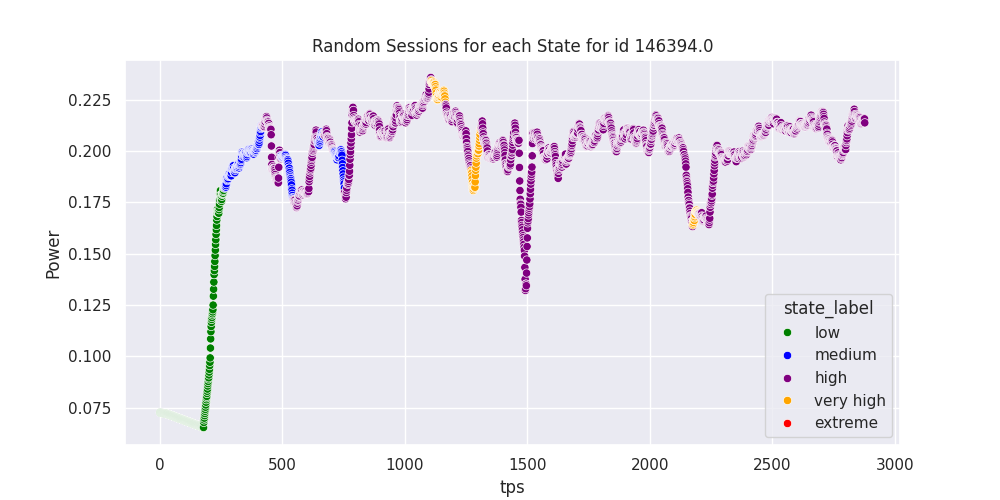 Random Sessions for each State for id 146394.0
Power
0.225
0.200
0.175
0.150
0.125
0.100
0.075
state_label
low
medium
high
very high
extreme
0
500
1000
1500
2000
2500
3000
tps